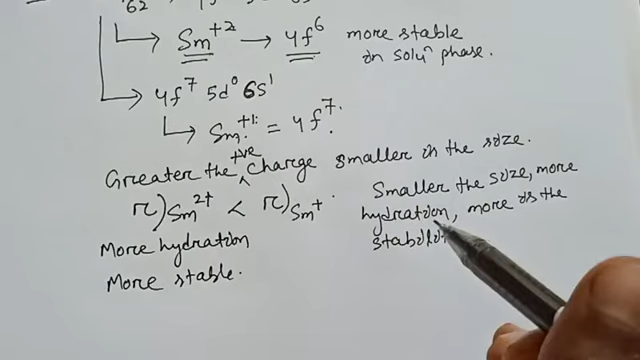 62
Sm+2 → 4f6 more stable
in solun phase.
4f7 5d0 6s1
Sm+1 = 4f7.
Greater the +ve charge smaller is the size.
r)Sm2+ < r)Sm+.
More hydration
More stable.
Smaller the size, more
hydration, more is the